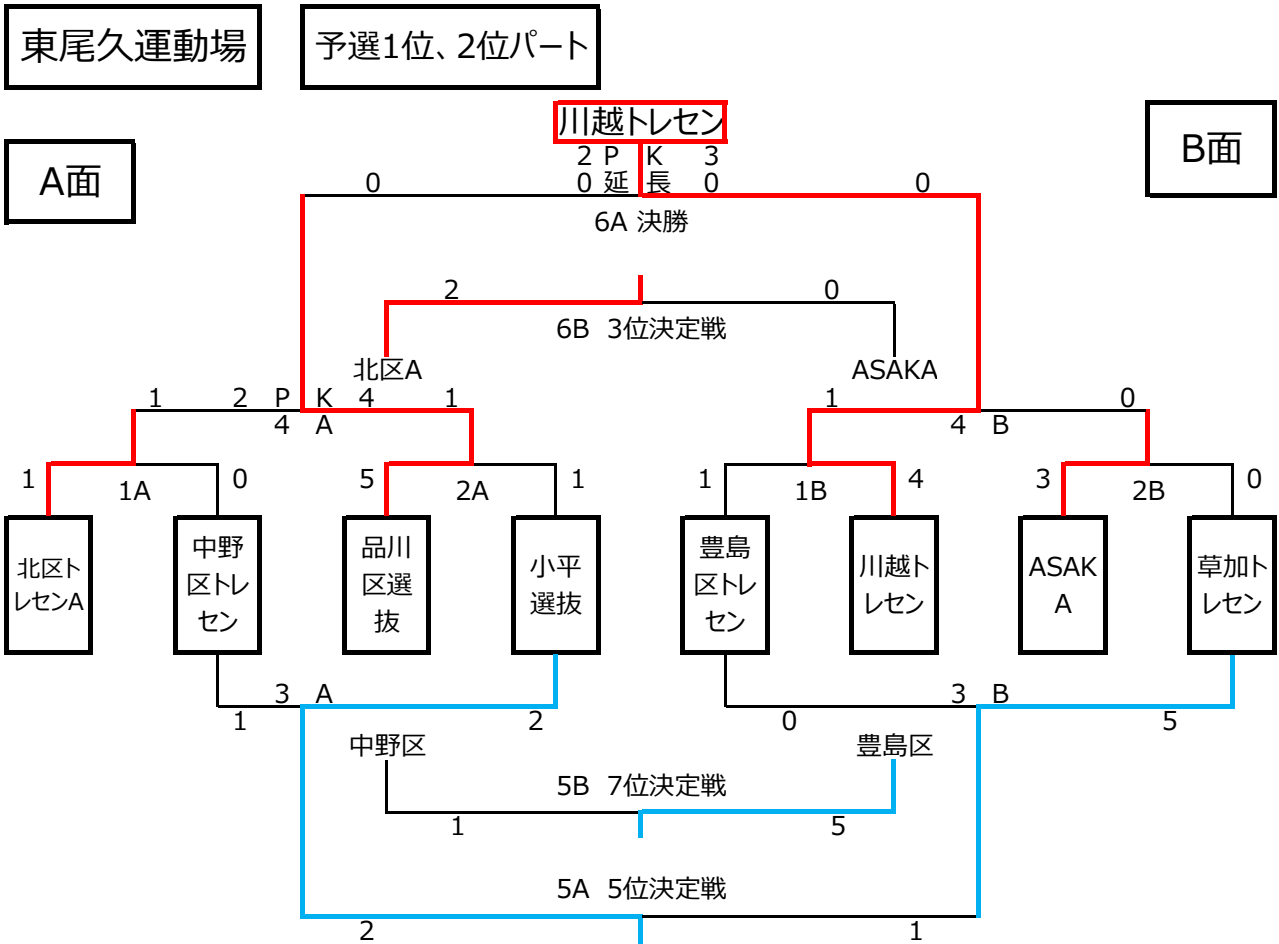 東尾久運動場
予選1位、2位パート
川越トレセン
A面
B面
2 P K 3
0 0 延 長 0 0
6A 決勝
2 0
6B 3位決定戦
北区A ASAKA
1 2 P K 4 1 1 0
4 A 4 B
1 1A 0 5 2A 1 1 1B 4 3 2B 0
北区ト
レセンA
中野
区トレ
セン
品川
区選
抜
小平
選抜
豊島
区トレ
セン
川越ト
レセン
ASAK
A
草加ト
レセン
3 A 3 B
1 2 0 5
中野区 豊島区
5B 7位決定戦
1 5
5A 5位決定戦
2 1